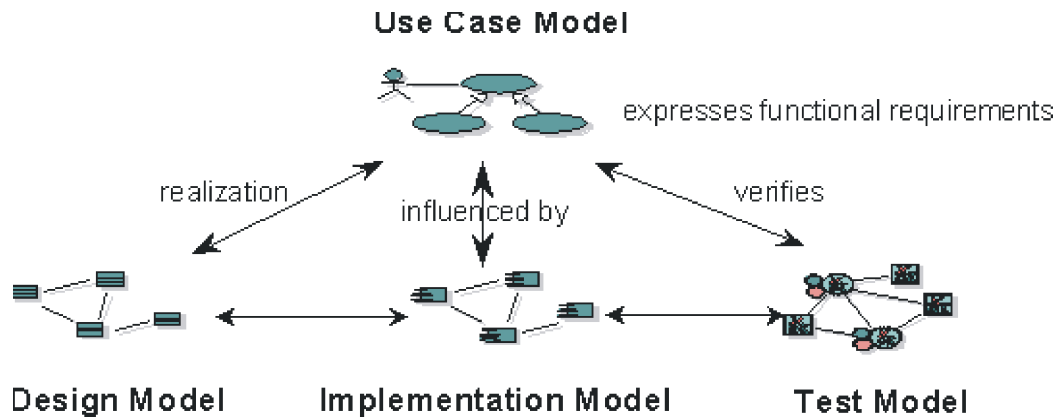 Use Case Model
expresses functional requirements
realization
influenced by
verifies
Design Model
Implementation Model
Test Model